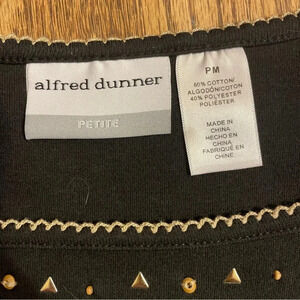 alfred dunner
PETITE
PM
60% COTTON/
ALGODÓN/COTON
40% POLYESTER/
POLIÉSTER
MADE IN
CHINA
HECHO EN
CHINA
FABRIQUÉ EN
CHINE